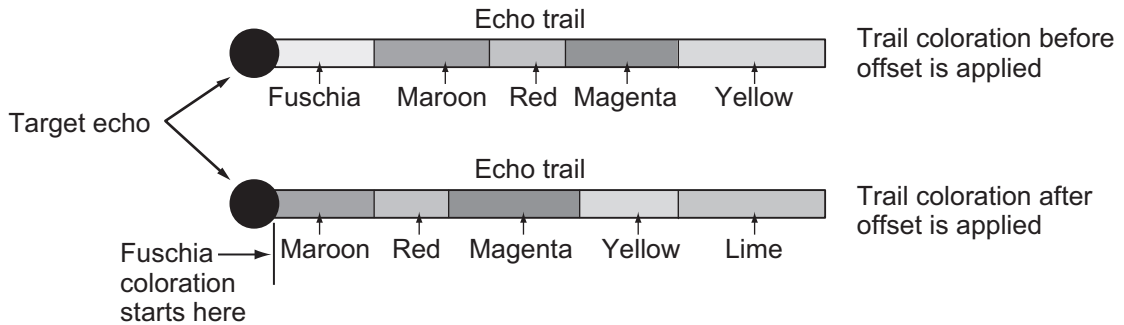 Echo trail
Trail coloration before
offset is applied
Fuschia Maroon Red Magenta Yellow
Target echo
Echo trail
Trail coloration after
offset is applied
Maroon Red Magenta Yellow Lime
Fuschia
coloration
starts here